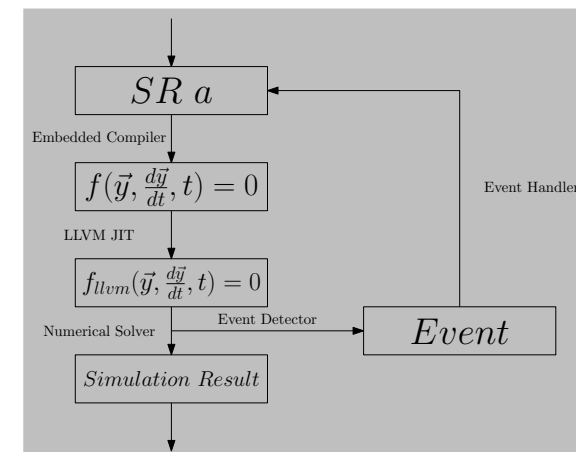 SR a
Embedded Compiler
f(y⃗, dy⃗/dt, t) = 0
Event Handler
LLVM JIT
f_llvm(y⃗, dy⃗/dt, t) = 0
Event Detector
Numerical Solver
Event
Simulation Result